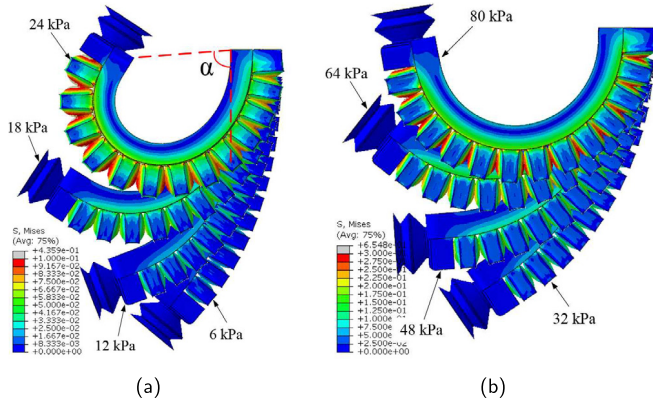 24 kPa
α
18 kPa
S, Mises
(Avg: 75%)
+4.359e-01
+1.000e-01
+9.167e-02
+8.333e-02
+7.500e-02
+6.667e-02
+5.833e-02
+5.000e-02
+4.167e-02
+3.333e-02
+2.500e-02
+1.667e-02
+8.333e-03
+0.000e+00
12 kPa
6 kPa
(a)
80 kPa
64 kPa
S, Mises
(Avg: 75%)
+6.548e-01
+3.000e-01
+2.750e-01
+2.500e-01
+2.250e-01
+2.000e-01
+1.750e-01
+1.500e-01
+1.250e-01
+1.000e
+7.500e
+5.000e
+2.500e-02
+0.000e+00
48 kPa
32 kPa
(b)